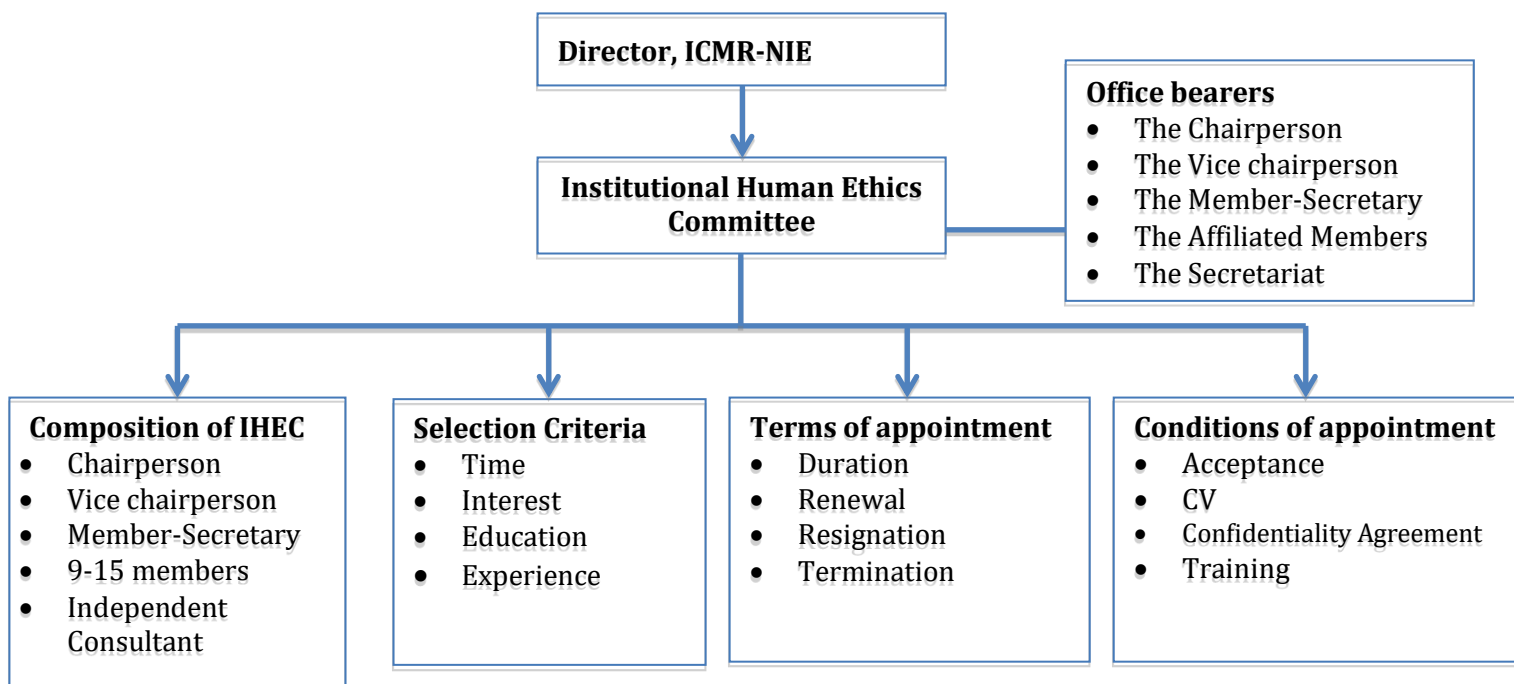 Director, ICMR-NIE
Office bearers
• The Chairperson
• The Vice chairperson
• The Member-Secretary
• The Affiliated Members
• The Secretariat
Institutional Human Ethics
Committee
Composition of IHEC
• Chairperson
• Vice chairperson
• Member-Secretary
• 9-15 members
• Independent
Consultant
Selection Criteria
• Time
• Interest
• Education
• Experience
Terms of appointment
• Duration
• Renewal
• Resignation
• Termination
Conditions of appointment
• Acceptance
• CV
• Confidentiality Agreement
• Training